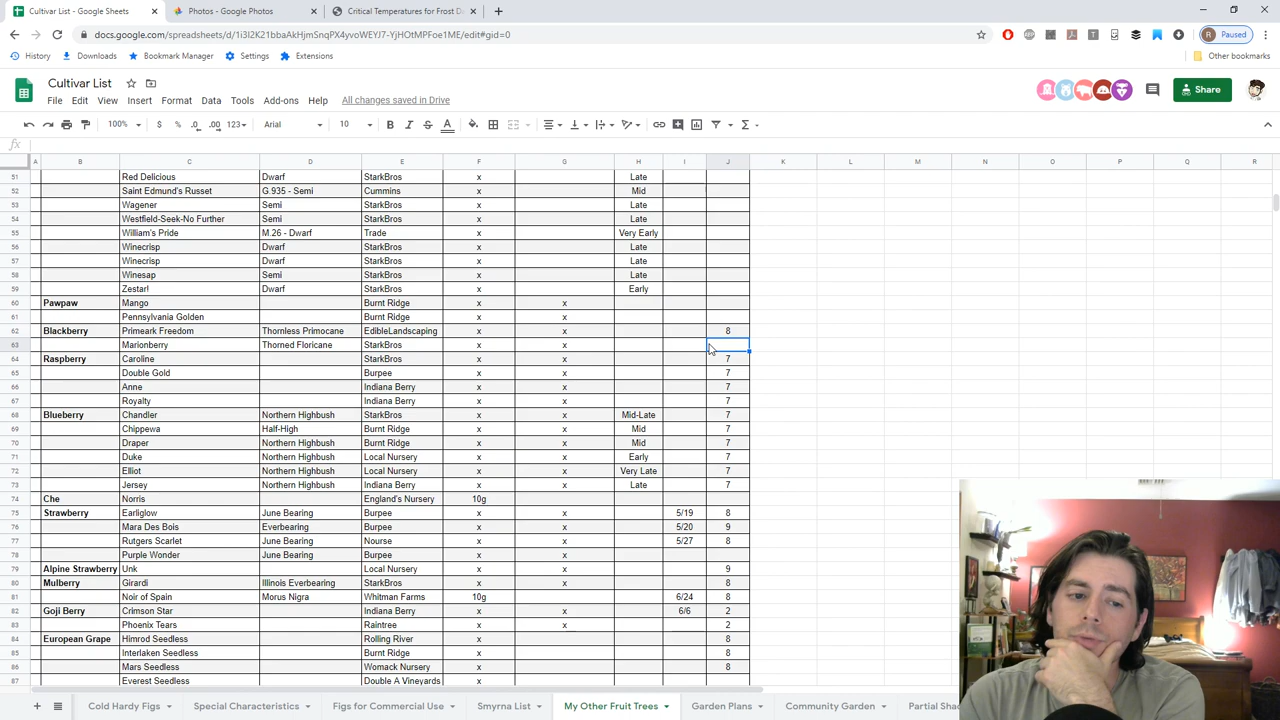 Cultivar List - Google Sheets
Photos - Google Photos
Critical Temperatures for Frost D
docs.google.com/spreadsheets/d/1i3I2K21bbaAkHjmSnqPX4yvoWEYJ7-YjHOtMPFoe1ME/edit#gid=0
Paused
History Downloads Bookmark Manager Settings Extensions Other bookmarks
Cultivar List
File Edit View Insert Format Data Tools Add-ons Help All changes saved in Drive
Share
100% $ % .0 .00 123 Arial 10 B I S A
fx
A B C D E F G H I J K L M N O P Q R
51 Red Delicious Dwarf StarkBros x Late
52 Saint Edmund's Russet G.935 - Semi Cummins x Mid
53 Wagener Semi StarkBros x Late
54 Westfield-Seek-No Further Semi StarkBros x Late
55 William's Pride M.26 - Dwarf Trade x Very Early
56 Winecrisp Dwarf StarkBros x Late
57 Winecrisp Dwarf StarkBros x Late
58 Winesap Semi StarkBros x Late
59 Zestar! Dwarf StarkBros x Early
60 Pawpaw Mango Burnt Ridge x x
61 Pennsylvania Golden Burnt Ridge x x
62 Blackberry Primeark Freedom Thornless Primocane EdibleLandscaping x x 8
63 Marionberry Thorned Floricane StarkBros x x
64 Raspberry Caroline StarkBros x x 7
65 Double Gold Burpee x x 7
66 Anne Indiana Berry x x 7
67 Royalty Indiana Berry x x 7
68 Blueberry Chandler Northern Highbush StarkBros x x Mid-Late 7
69 Chippewa Half-High Burnt Ridge x x Mid 7
70 Draper Northern Highbush Burnt Ridge x x Mid 7
71 Duke Northern Highbush Local Nursery x x Early 7
72 Elliot Northern Highbush Local Nursery x x Very Late 7
73 Jersey Northern Highbush Indiana Berry x x Late 7
74 Che Norris England's Nursery 10g
75 Strawberry Earliglow June Bearing Burpee x x 5/19 8
76 Mara Des Bois Everbearing Burpee x x 5/20 9
77 Rutgers Scarlet June Bearing Nourse x x 5/27 8
78 Purple Wonder June Bearing Burpee x x
79 Alpine Strawberry Unk Local Nursery x x 9
80 Mulberry Girardi Illinois Everbearing StarkBros x x 8
81 Noir of Spain Morus Nigra Whitman Farms 10g 6/24 8
82 Goji Berry Crimson Star Indiana Berry x x 6/6 2
83 Phoenix Tears Raintree x x 2
84 European Grape Himrod Seedless Rolling River x 8
85 Interlaken Seedless Burnt Ridge x 8
86 Mars Seedless Womack Nursery x 8
87 Everest Seedless Double A Vineyards x
Cold Hardy Figs Special Characteristics Figs for Commercial Use Smyrna List My Other Fruit Trees Garden Plans Community Garden Partial Sha